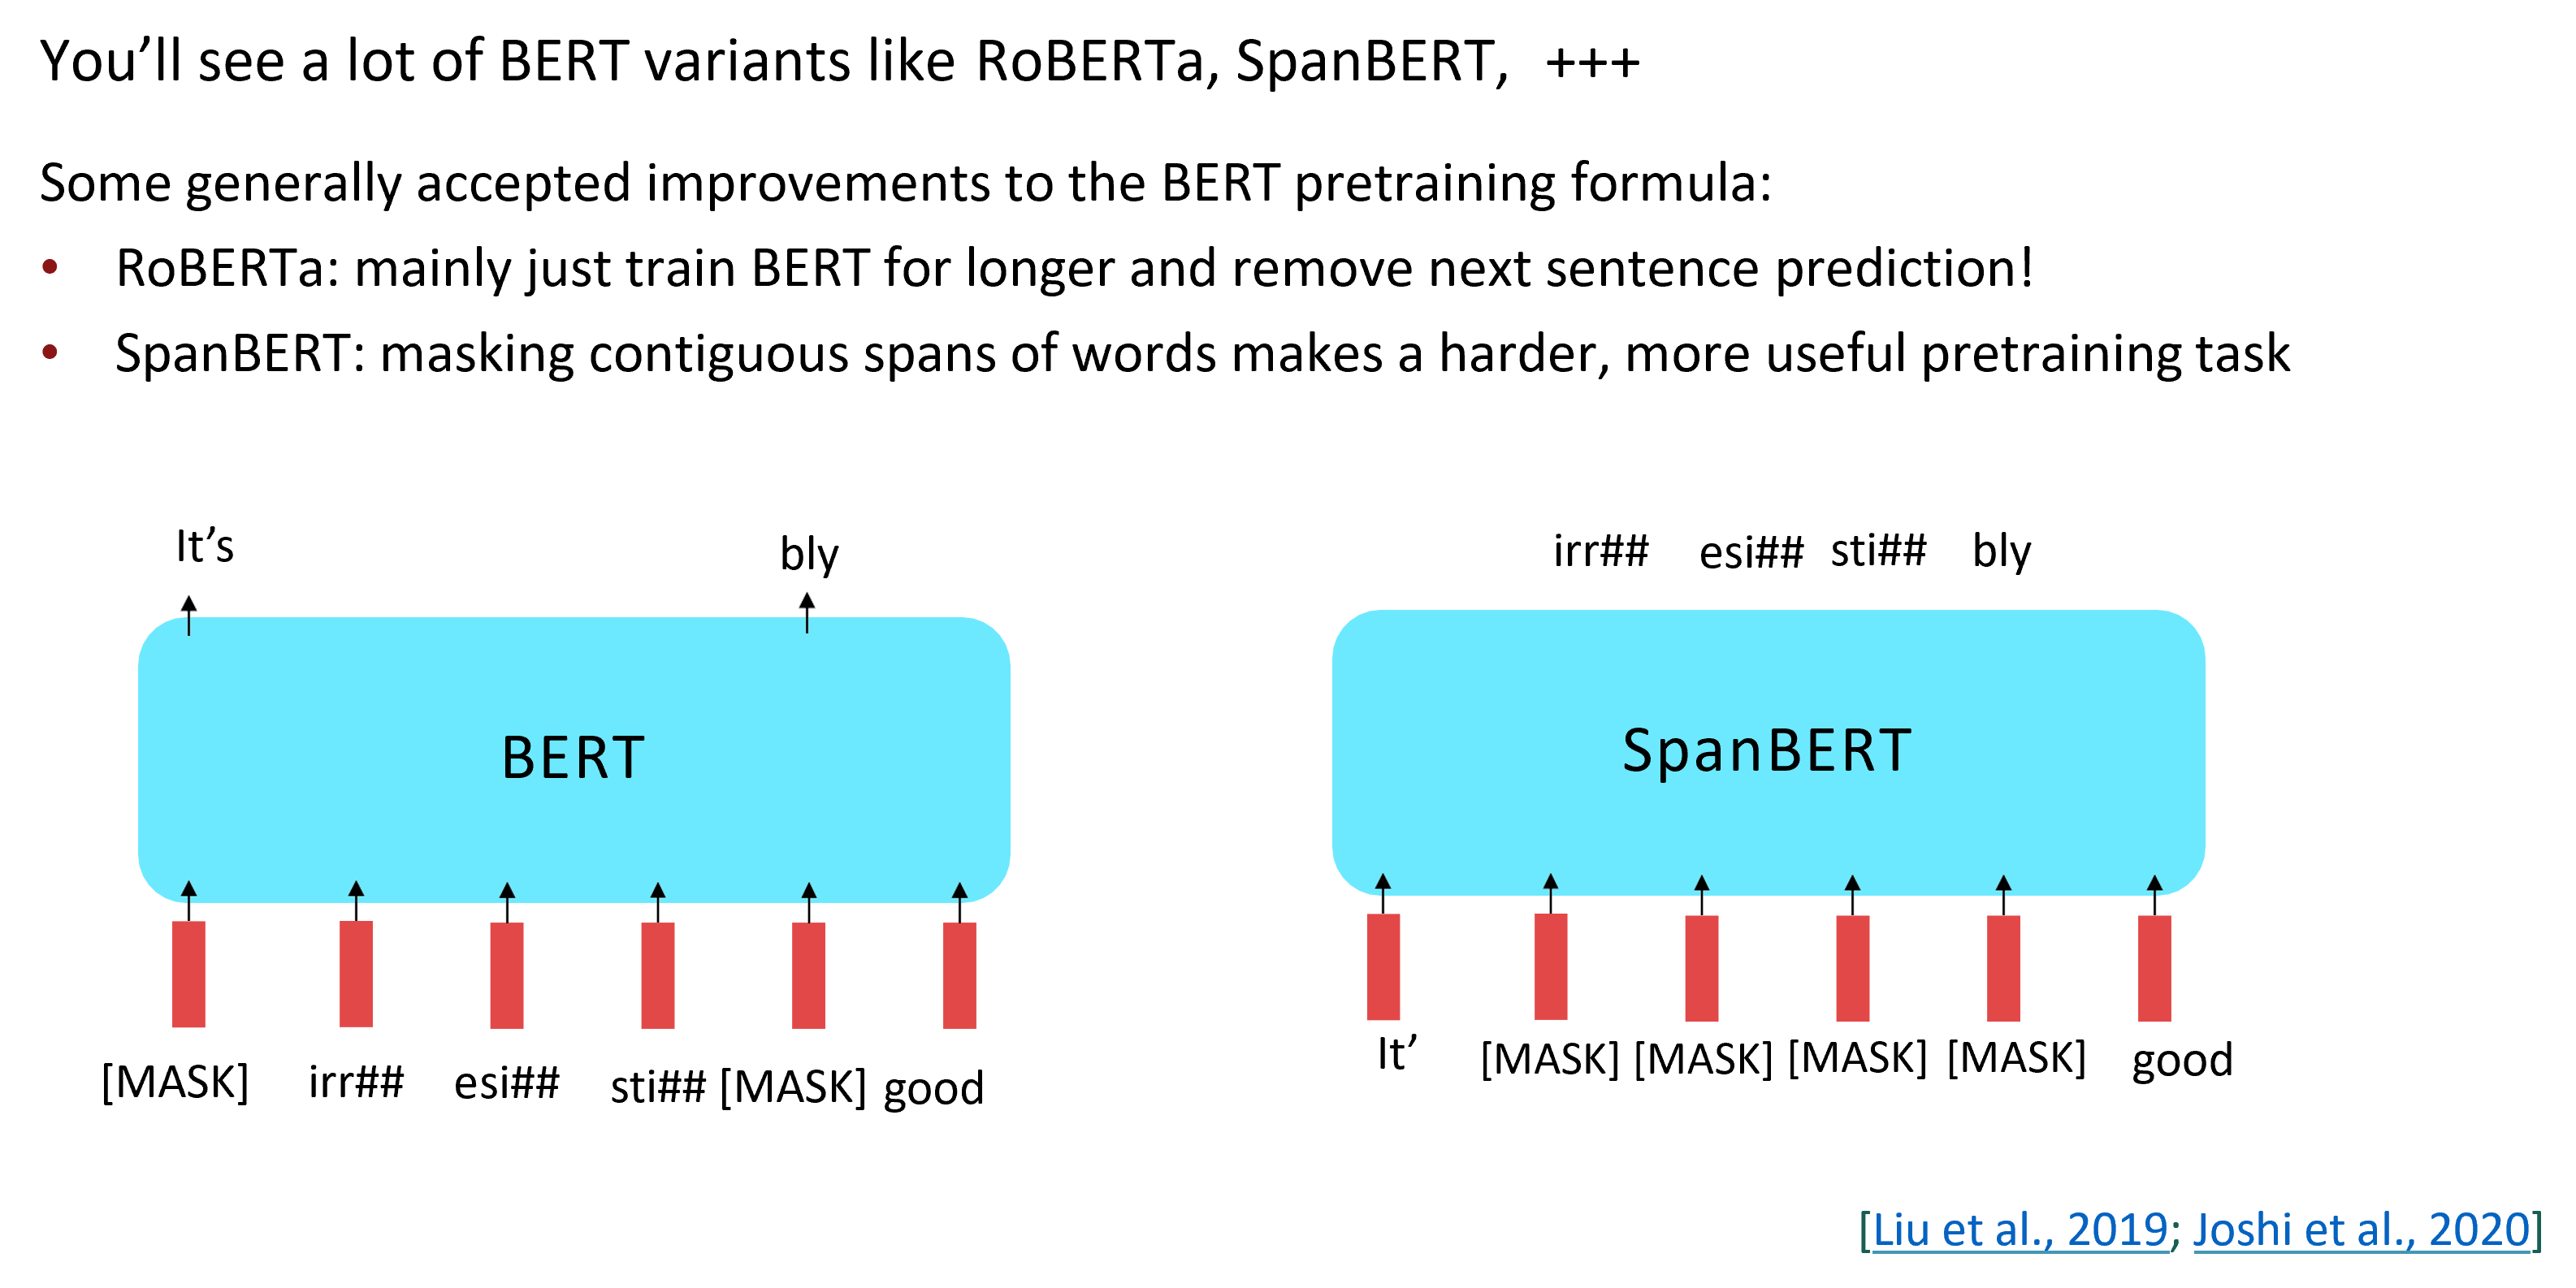 You’ll see a lot of BERT variants like RoBERTa, SpanBERT, +++
Some generally accepted improvements to the BERT pretraining formula:
• RoBERTa: mainly just train BERT for longer and remove next sentence prediction!
• SpanBERT: masking contiguous spans of words makes a harder, more useful pretraining task
It’s bly
BERT
[MASK] irr## esi## sti## [MASK] good
irr## esi## sti## bly
SpanBERT
It’ [MASK] [MASK] [MASK] [MASK] good
[Liu et al., 2019; Joshi et al., 2020]